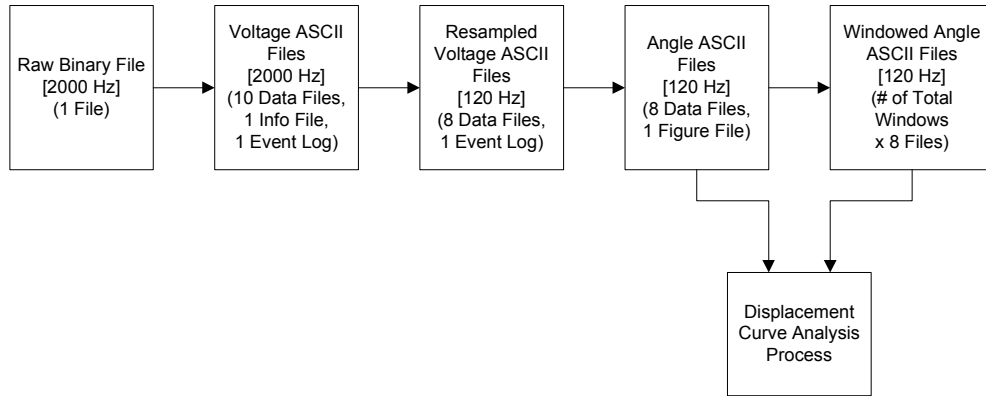 Raw Binary File
[2000 Hz]
(1 File)
Voltage ASCII
Files
[2000 Hz]
(10 Data Files,
1 Info File,
1 Event Log)
Resampled
Voltage ASCII
Files
[120 Hz]
(8 Data Files,
1 Event Log)
Angle ASCII
Files
[120 Hz]
(8 Data Files,
1 Figure File)
Windowed Angle
ASCII Files
[120 Hz]
(# of Total
Windows
x 8 Files)
Displacement
Curve Analysis
Process